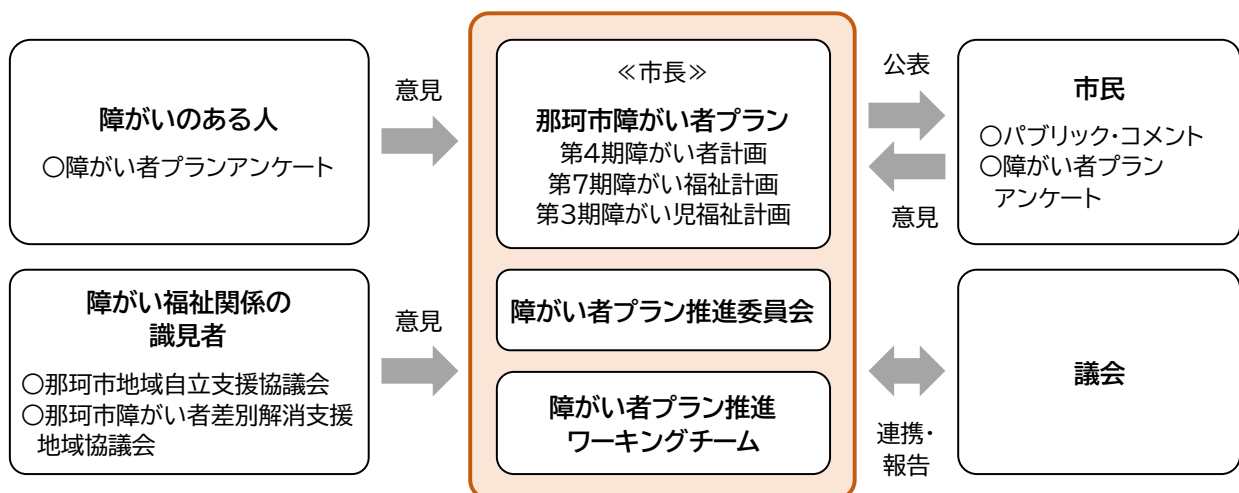 障がいのある人
〇障がい者プランアンケート
意見
障がい福祉関係の
識見者
〇那珂市地域自立支援協議会
〇那珂市障がい者差別解消支援
地域協議会
意見
≪市長≫
那珂市障がい者プラン
第4期障がい者計画
第7期障がい福祉計画
第3期障がい児福祉計画
障がい者プラン推進委員会
障がい者プラン推進
ワーキングチーム
公表
意見
市民
〇パブリック・コメント
〇障がい者プラン
アンケート
連携・
報告
議会